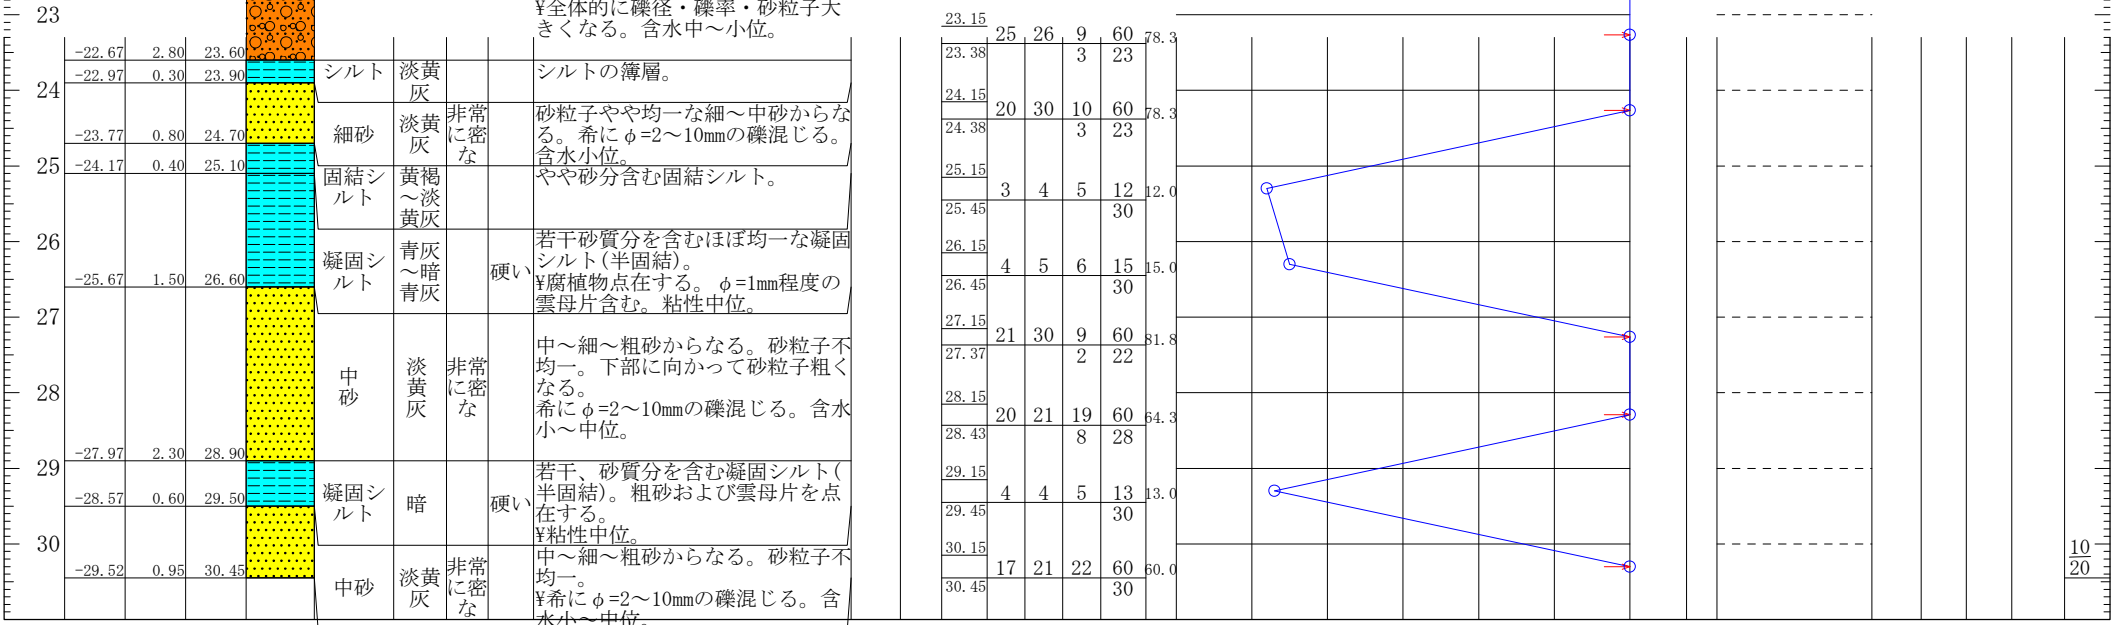 23
24
25
26
27
28
29
30
-22.67 2.80 23.60
-22.97 0.30 23.90
-23.77 0.80 24.70
-24.17 0.40 25.10
-25.67 1.50 26.60
-27.97 2.30 28.90
-28.57 0.60 29.50
-29.52 0.95 30.45
¥全体的に礫径・礫率・砂粒子大
きくなる。含水中～小位。
シルト
淡黄
灰
シルトの簿層。
細砂
淡黄
灰
非常
に密
な
砂粒子やや均一な細～中砂からな
る。希にφ=2～10mmの礫混じる。
含水小位。
固結シ
ルト
黄褐
～淡
黄灰
やや砂分含む固結シルト。
凝固シ
ルト
青灰
～暗
青灰
硬い
若干砂質分を含むほぼ均一な凝固
シルト(半固結)。
¥腐植物点在する。φ=1mm程度の
雲母片含む。粘性中位。
中
砂
淡
黄
灰
非常
に密
な
中～細～粗砂からなる。砂粒子不
均一。下部に向かって砂粒子粗く
なる。
希にφ=2～10mmの礫混じる。含水
小～中位。
凝固シ
ルト
暗
硬い
若干、砂質分を含む凝固シルト(
半固結)。粗砂および雲母片を点
在する。
¥粘性中位。
中砂
淡黄
灰
非常
に密
な
中～細～粗砂からなる。砂粒子不
均一。
¥希にφ=2～10mmの礫混じる。含
水小～中位。
23.15
25 26 9 60 78.3
23.38 3 23
24.15
20 30 10 60 78.3
24.38 3 23
25.15
3 4 5 12 12.0
25.45 30
26.15
4 5 6 15 15.0
26.45 30
27.15
21 30 9 60 81.8
27.37 2 22
28.15
20 21 19 60 64.3
28.43 8 28
29.15
4 4 5 13 13.0
29.45 30
30.15
17 21 22 60 60.0
30.45 30
10
20